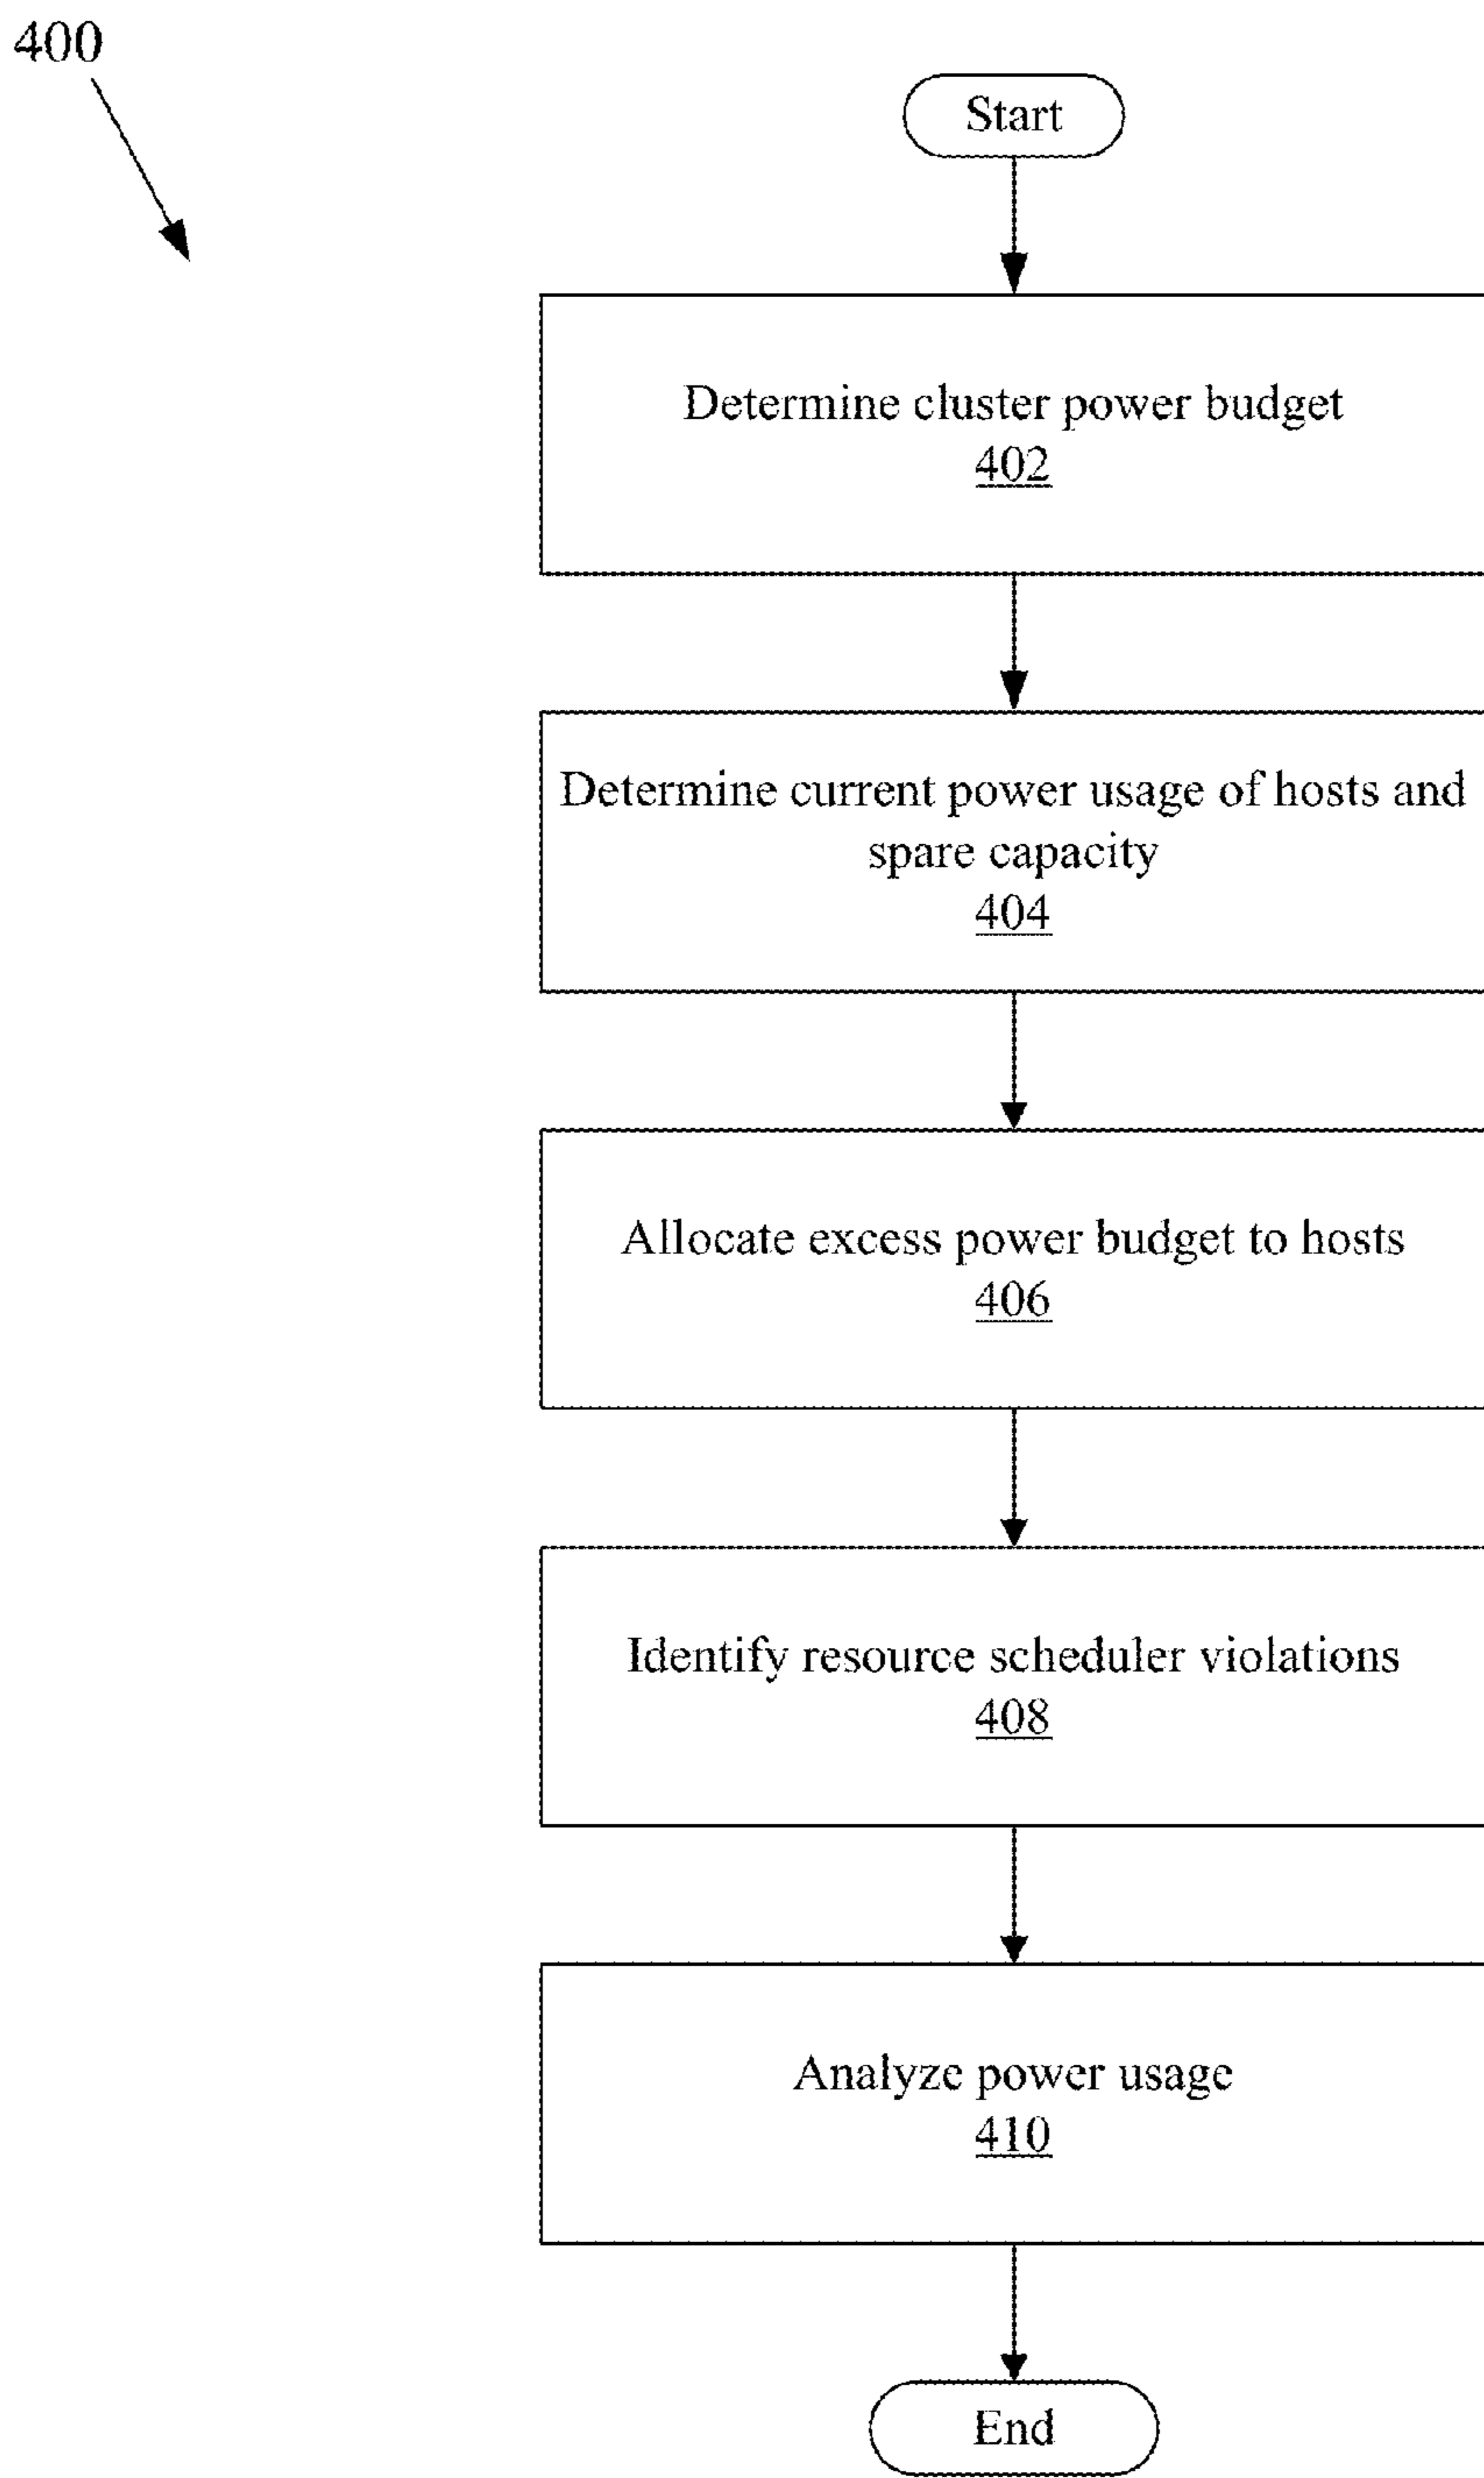 400
Start
Determine cluster power budget
402
Determine current power usage of hosts and
spare capacity
404
Allocate excess power budget to hosts
406
Identify resource scheduler violations
408
Analyze power usage
410
End